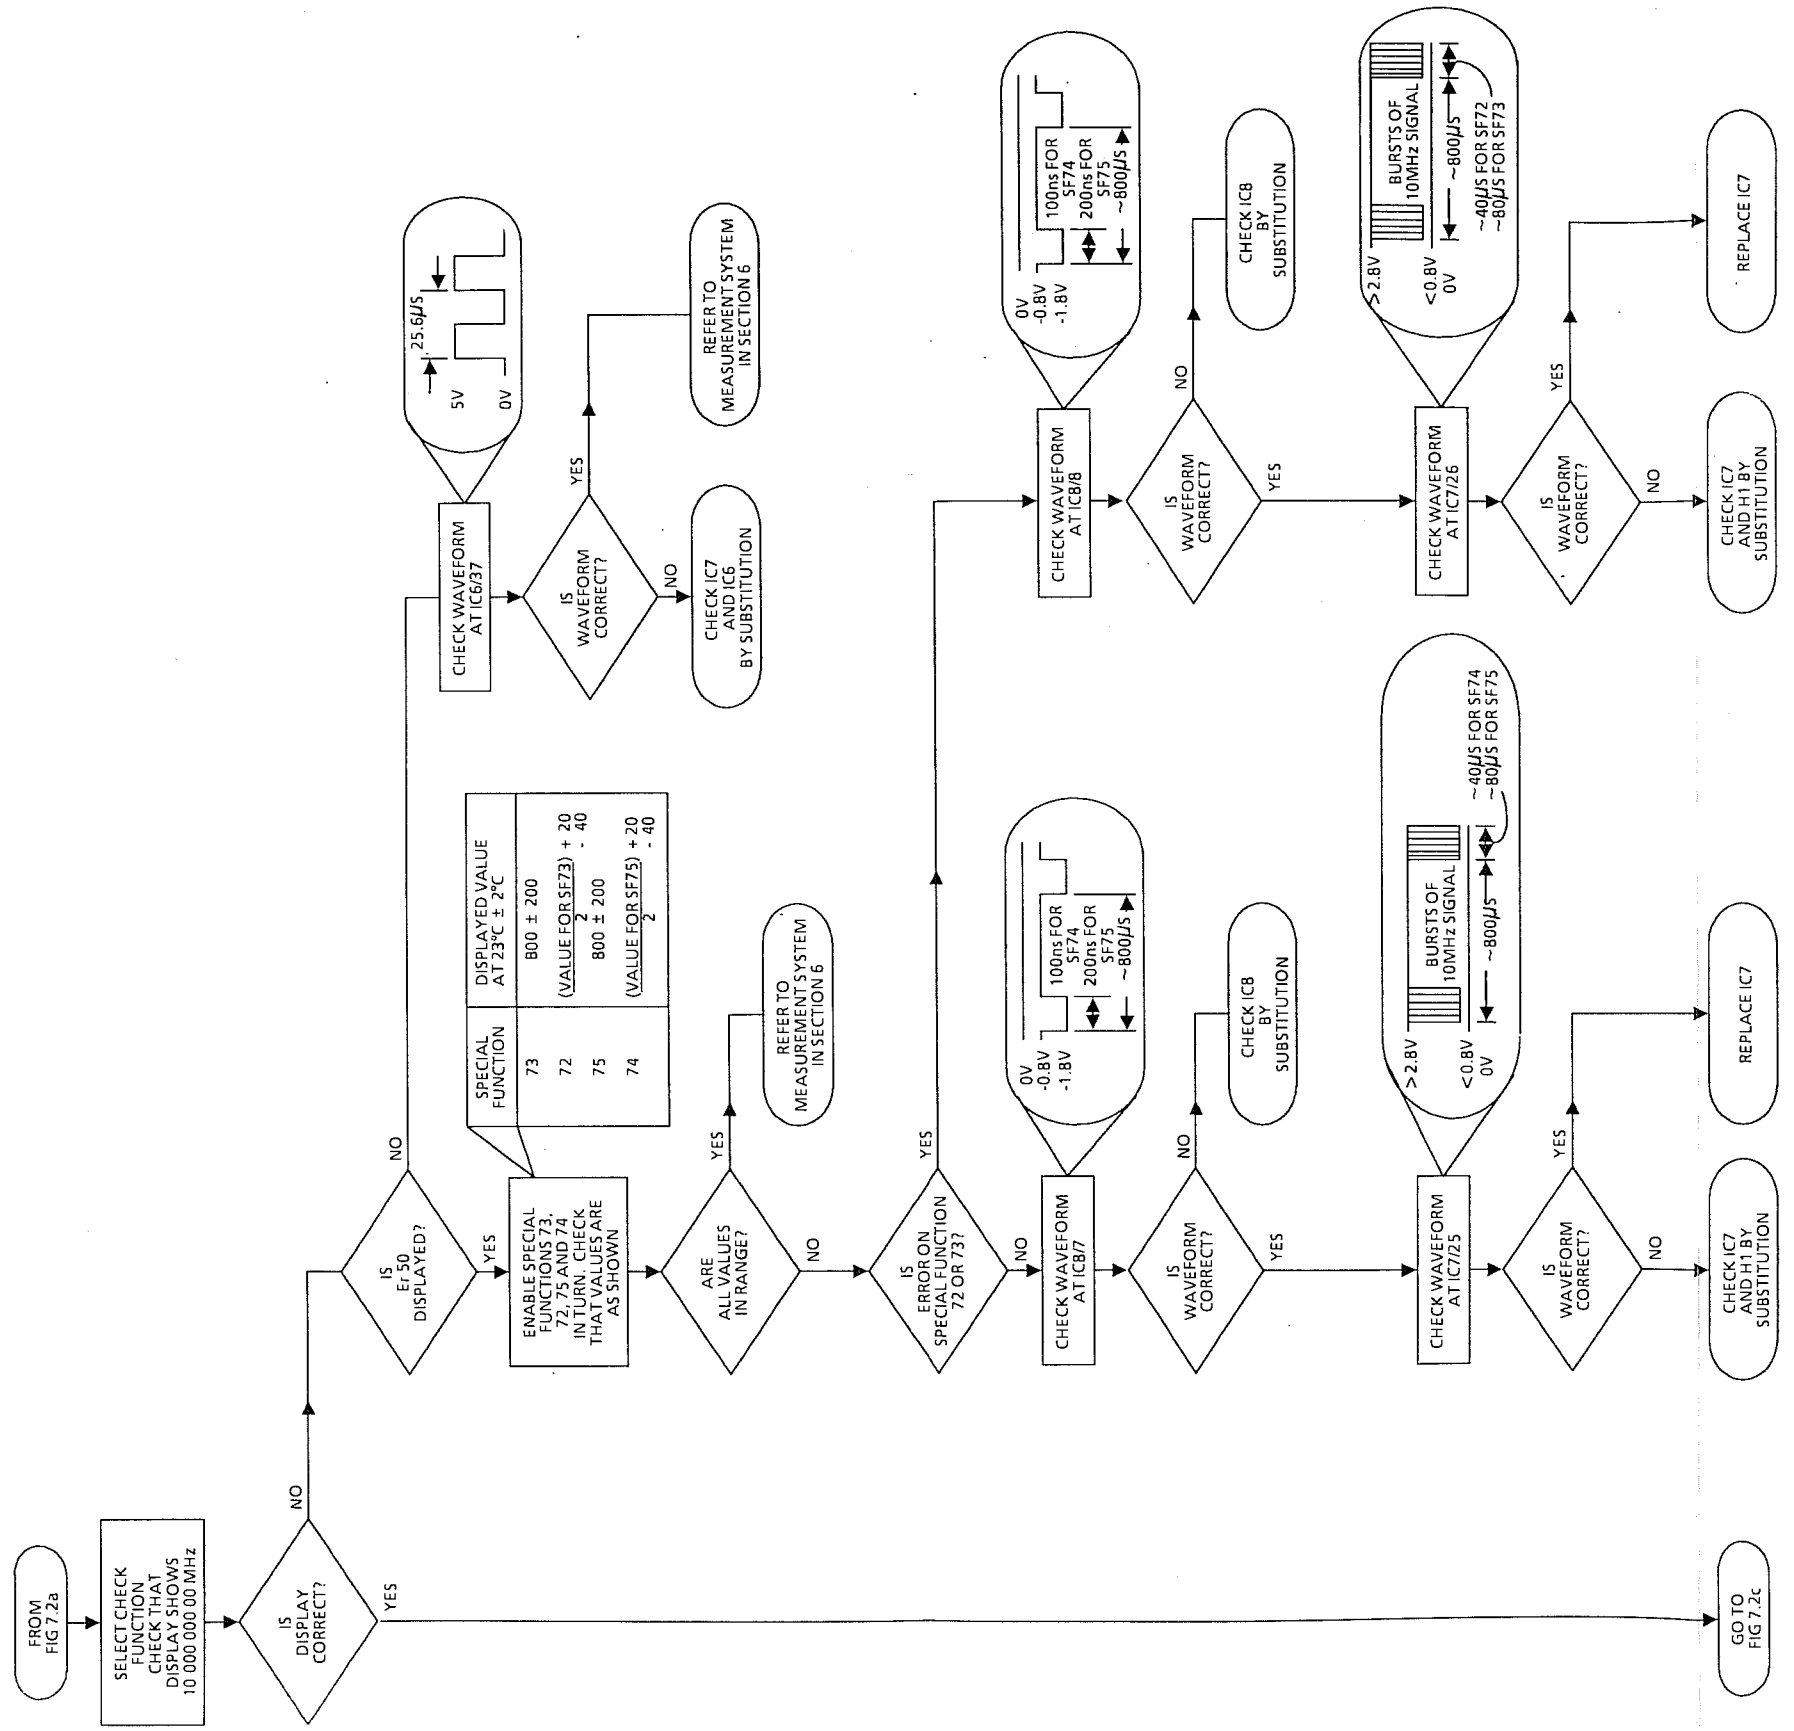 FROM
FIG 7.2a
SELECT CHECK
FUNCTION
CHECK THAT
DISPLAY SHOWS
10 000 000 00 MHz
IS
DISPLAY
CORRECT?
NO
YES
GO TO
FIG 7.2c
IS
Er 50
DISPLAYED?
NO
YES
CHECK WAVEFORM
AT IC6/37
25.6µS
5V
0V
IS
WAVEFORM
CORRECT?
YES
NO
REFER TO
MEASUREMENT SYSTEM
IN SECTION 6
CHECK IC7
AND IC6
BY SUBSTITUTION
ENABLE SPECIAL
FUNCTIONS 73,
72, 75 AND 74
IN TURN. CHECK
THAT VALUES ARE
AS SHOWN
SPECIAL
FUNCTION
DISPLAYED VALUE
AT 23°C ± 2°C
73 800 ± 200
72 (VALUE FOR SF73) + 20
2 - 40
75 800 ± 200
74 (VALUE FOR SF75) + 20
2 - 40
ARE
ALL VALUES
IN RANGE?
YES
NO
REFER TO
MEASUREMENT SYSTEM
IN SECTION 6
IS
ERROR ON
SPECIAL FUNCTION
72 OR 73?
YES
NO
CHECK WAVEFORM
AT IC8/7
0V
-0.8V
-1.8V
100ns FOR
SF74
200ns FOR
SF75
~800µS
IS
WAVEFORM
CORRECT?
NO
YES
CHECK IC8
BY
SUBSTITUTION
CHECK WAVEFORM
AT IC7/25
>2.8V
<0.8V
0V
BURSTS OF
10MHz SIGNAL
~800µS
~40µS FOR SF74
~80µS FOR SF75
IS
WAVEFORM
CORRECT?
YES
NO
REPLACE IC7
CHECK IC7
AND H1 BY
SUBSTITUTION
CHECK WAVEFORM
AT IC8/8
0V
-0.8V
-1.8V
100ns FOR
SF74
200ns FOR
SF75
~800µS
IS
WAVEFORM
CORRECT?
NO
YES
CHECK IC8
BY
SUBSTITUTION
CHECK WAVEFORM
AT IC7/26
>2.8V
<0.8V
0V
BURSTS OF
10MHz SIGNAL
~800µS
~40µS FOR SF72
~80µS FOR SF73
IS
WAVEFORM
CORRECT?
YES
NO
REPLACE IC7
CHECK IC7
AND H1 BY
SUBSTITUTION